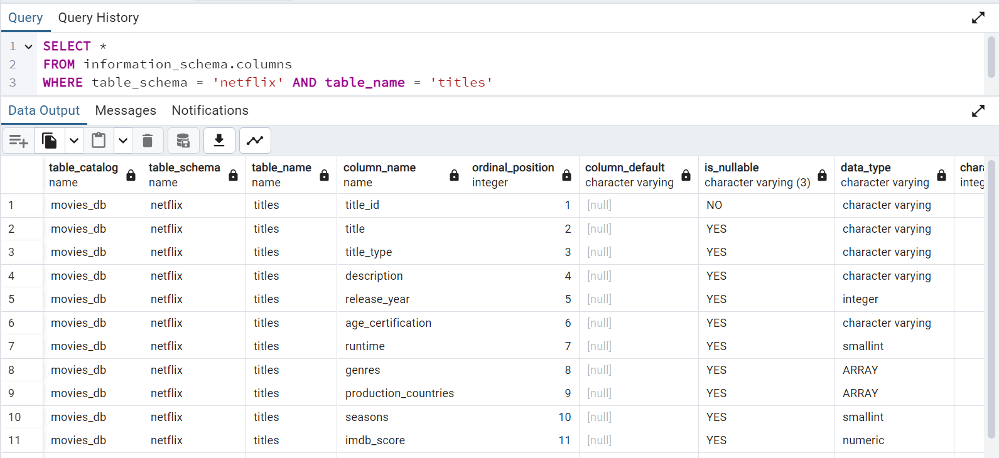 Query Query History
1 SELECT *
2 FROM information_schema.columns
3 WHERE table_schema = 'netflix' AND table_name = 'titles'
Data Output Messages Notifications
table_catalog table_schema table_name column_name ordinal_position column_default is_nullable data_type
name name name name integer character varying character varying (3) character varying
1 movies_db netflix titles title_id 1 [null] NO character varying
2 movies_db netflix titles title 2 [null] YES character varying
3 movies_db netflix titles title_type 3 [null] YES character varying
4 movies_db netflix titles description 4 [null] YES character varying
5 movies_db netflix titles release_year 5 [null] YES integer
6 movies_db netflix titles age_certification 6 [null] YES character varying
7 movies_db netflix titles runtime 7 [null] YES smallint
8 movies_db netflix titles genres 8 [null] YES ARRAY
9 movies_db netflix titles production_countries 9 [null] YES ARRAY
10 movies_db netflix titles seasons 10 [null] YES smallint
11 movies_db netflix titles imdb_score 11 [null] YES numeric